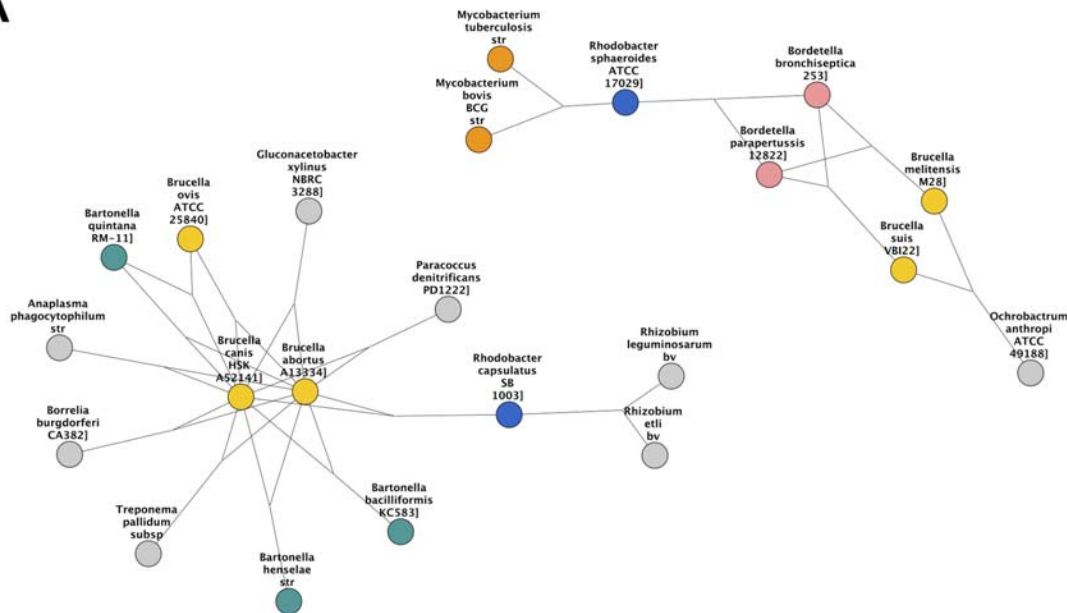 A
Mycobacterium
tuberculosis
str
Mycobacterium
bovis
BCG
str
Rhodobacter
sphaeroides
ATCC
17029]
Bordetella
bronchiseptica
253]
Bordetella
parapertussis
12822]
Brucella
melitensis
M28]
Brucella
suis
VBI22]
Ochrobactrum
anthropi
ATCC
49188]
Gluconacetobacter
xylinus
NBRC
3288]
Brucella
ovis
ATCC
25840]
Bartonella
quintana
RM-11]
Anaplasma
phagocytophilum
str
Paracoccus
denitrificans
PD1222]
Brucella
canis
HSK
A52141]
Brucella
abortus
A13334]
Rhodobacter
capsulatus
SB
1003]
Rhizobium
leguminosarum
bv
Rhizobium
etli
bv
Borrelia
burgdorferi
CA382]
Treponema
pallidum
subsp
Bartonella
henselae
str
Bartonella
bacilliformis
KC583]